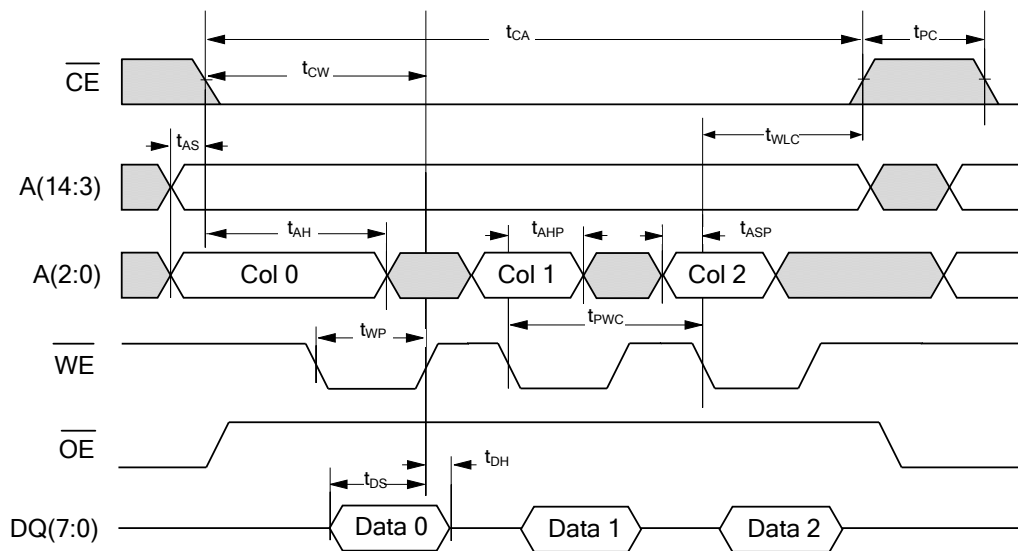 tCA
tPC
tCW
CE
tWLC
tAS
A(14:3)
tAH
tAHP
tASP
A(2:0)
Col 0
Col 1
Col 2
tPWC
tWP
WE
OE
tDH
tDS
DQ(7:0)
Data 0
Data 1
Data 2